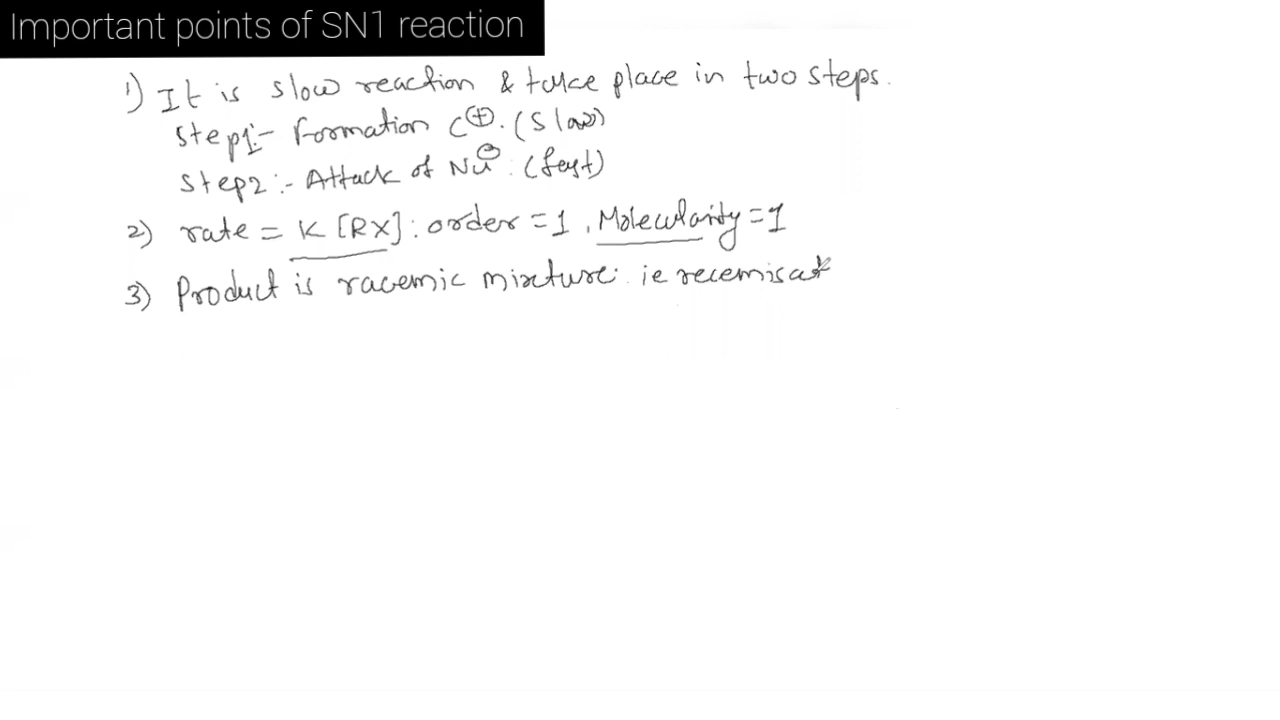 Important points of SN1 reaction
1) It is slow reaction & take place in two steps.
Step1:- Formation C⊕. (Slow)
Step2:- Attack of Nu⊖. (fast)
2) rate = K [RX] : order = 1 . Molecularity = 1
3) Product is racemic mixture. ie recemisat